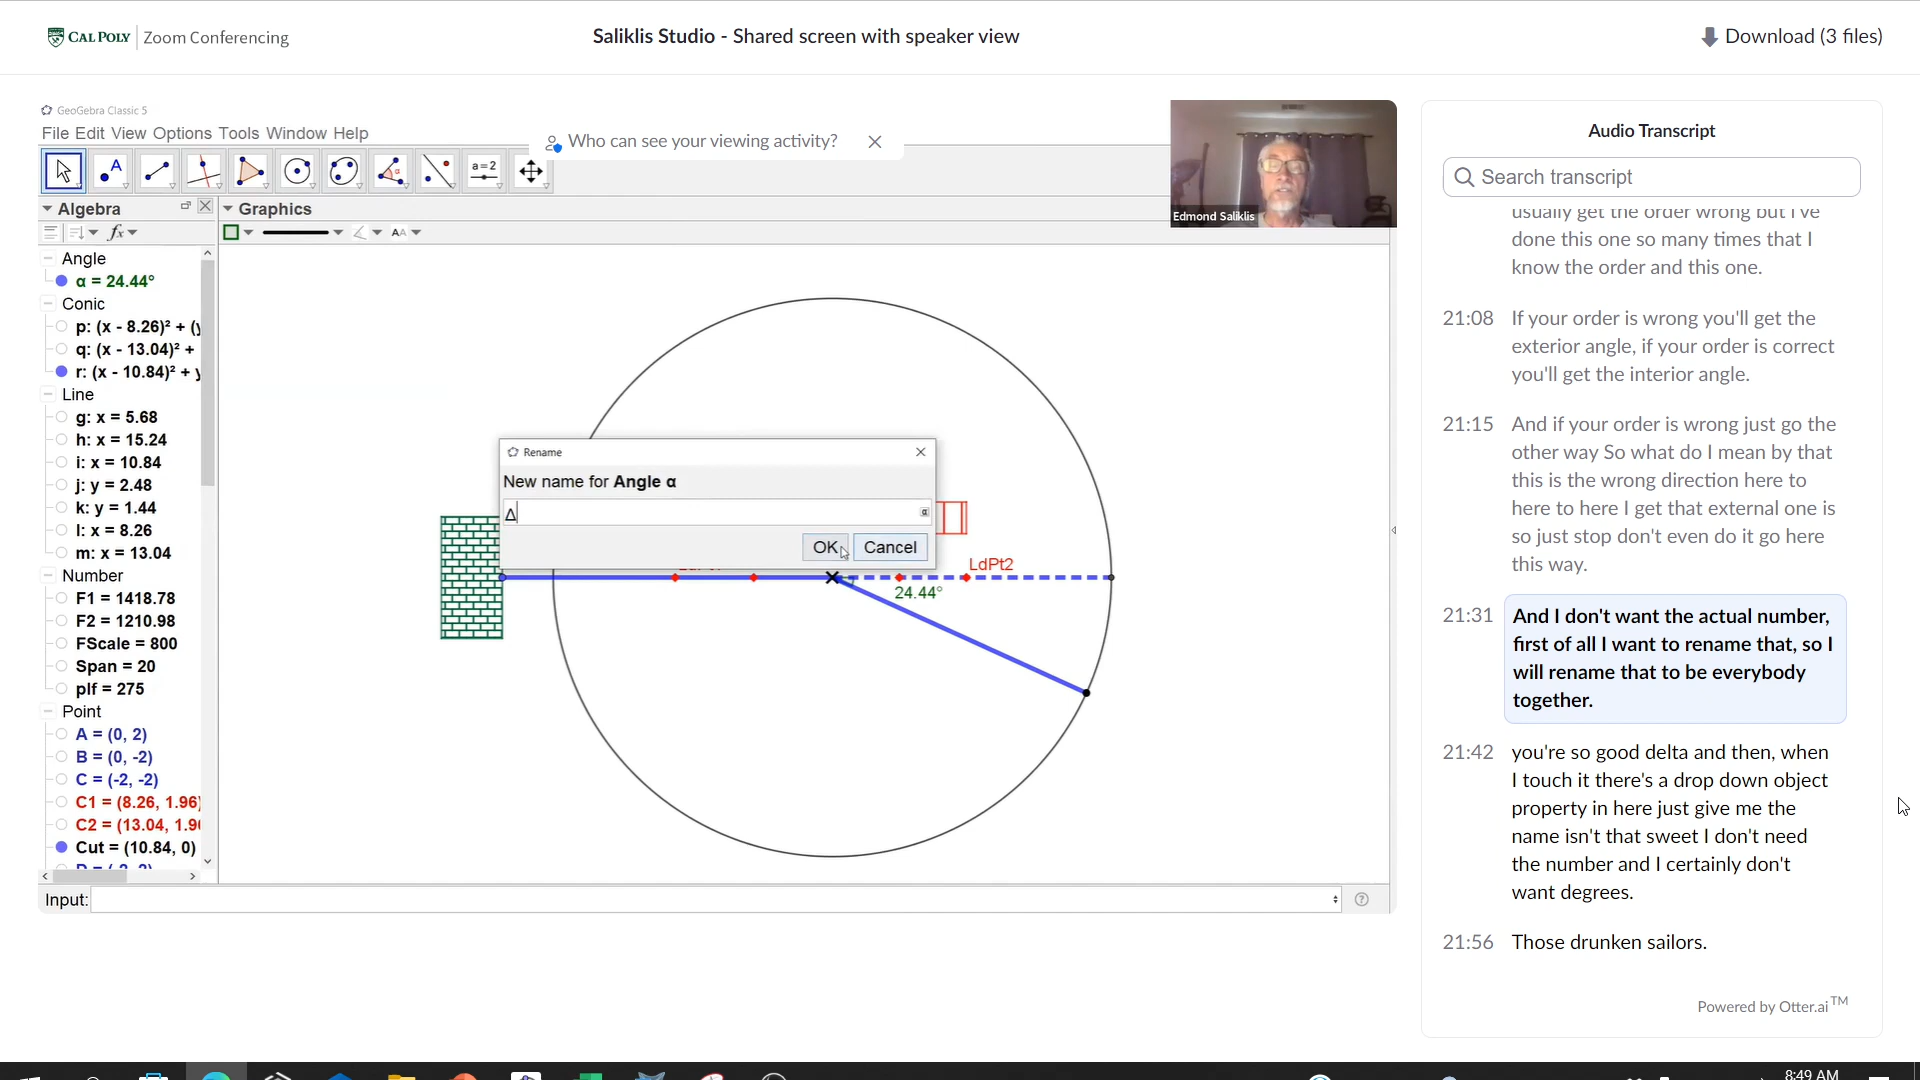 CAL POLY Zoom Conferencing
Saliklis Studio - Shared screen with speaker view
Download (3 files)
GeoGebra Classic 5
File Edit View Options Tools Window Help
Who can see your viewing activity?
Edmond Saliklis
A
α
a=2
Algebra
Graphics
fx
AA
Angle
α = 24.44°
Conic
p: (x - 8.26)² + (y
q: (x - 13.04)² +
r: (x - 10.84)² + y
Line
g: x = 5.68
h: x = 15.24
i: x = 10.84
j: y = 2.48
k: y = 1.44
l: x = 8.26
m: x = 13.04
Number
F1 = 1418.78
F2 = 1210.98
FScale = 800
Span = 20
plf = 275
Point
A = (0, 2)
B = (0, -2)
C = (-2, -2)
C1 = (8.26, 1.96)
C2 = (13.04, 1.96
Cut = (10.84, 0)
Rename
New name for Angle α
Δ
α
OK
Cancel
LdPt2
24.44°
Input:
Audio Transcript
Search transcript
usually get the order wrong but I've
done this one so many times that I
know the order and this one.
21:08 If your order is wrong you'll get the
exterior angle, if your order is correct
you'll get the interior angle.
21:15 And if your order is wrong just go the
other way So what do I mean by that
this is the wrong direction here to
here to here I get that external one is
so just stop don't even do it go here
this way.
21:31 And I don't want the actual number,
first of all I want to rename that, so I
will rename that to be everybody
together.
21:42 you're so good delta and then, when
I touch it there's a drop down object
property in here just give me the
name isn't that sweet I don't need
the number and I certainly don't
want degrees.
21:56 Those drunken sailors.
Powered by Otter.ai TM
8:49 AM